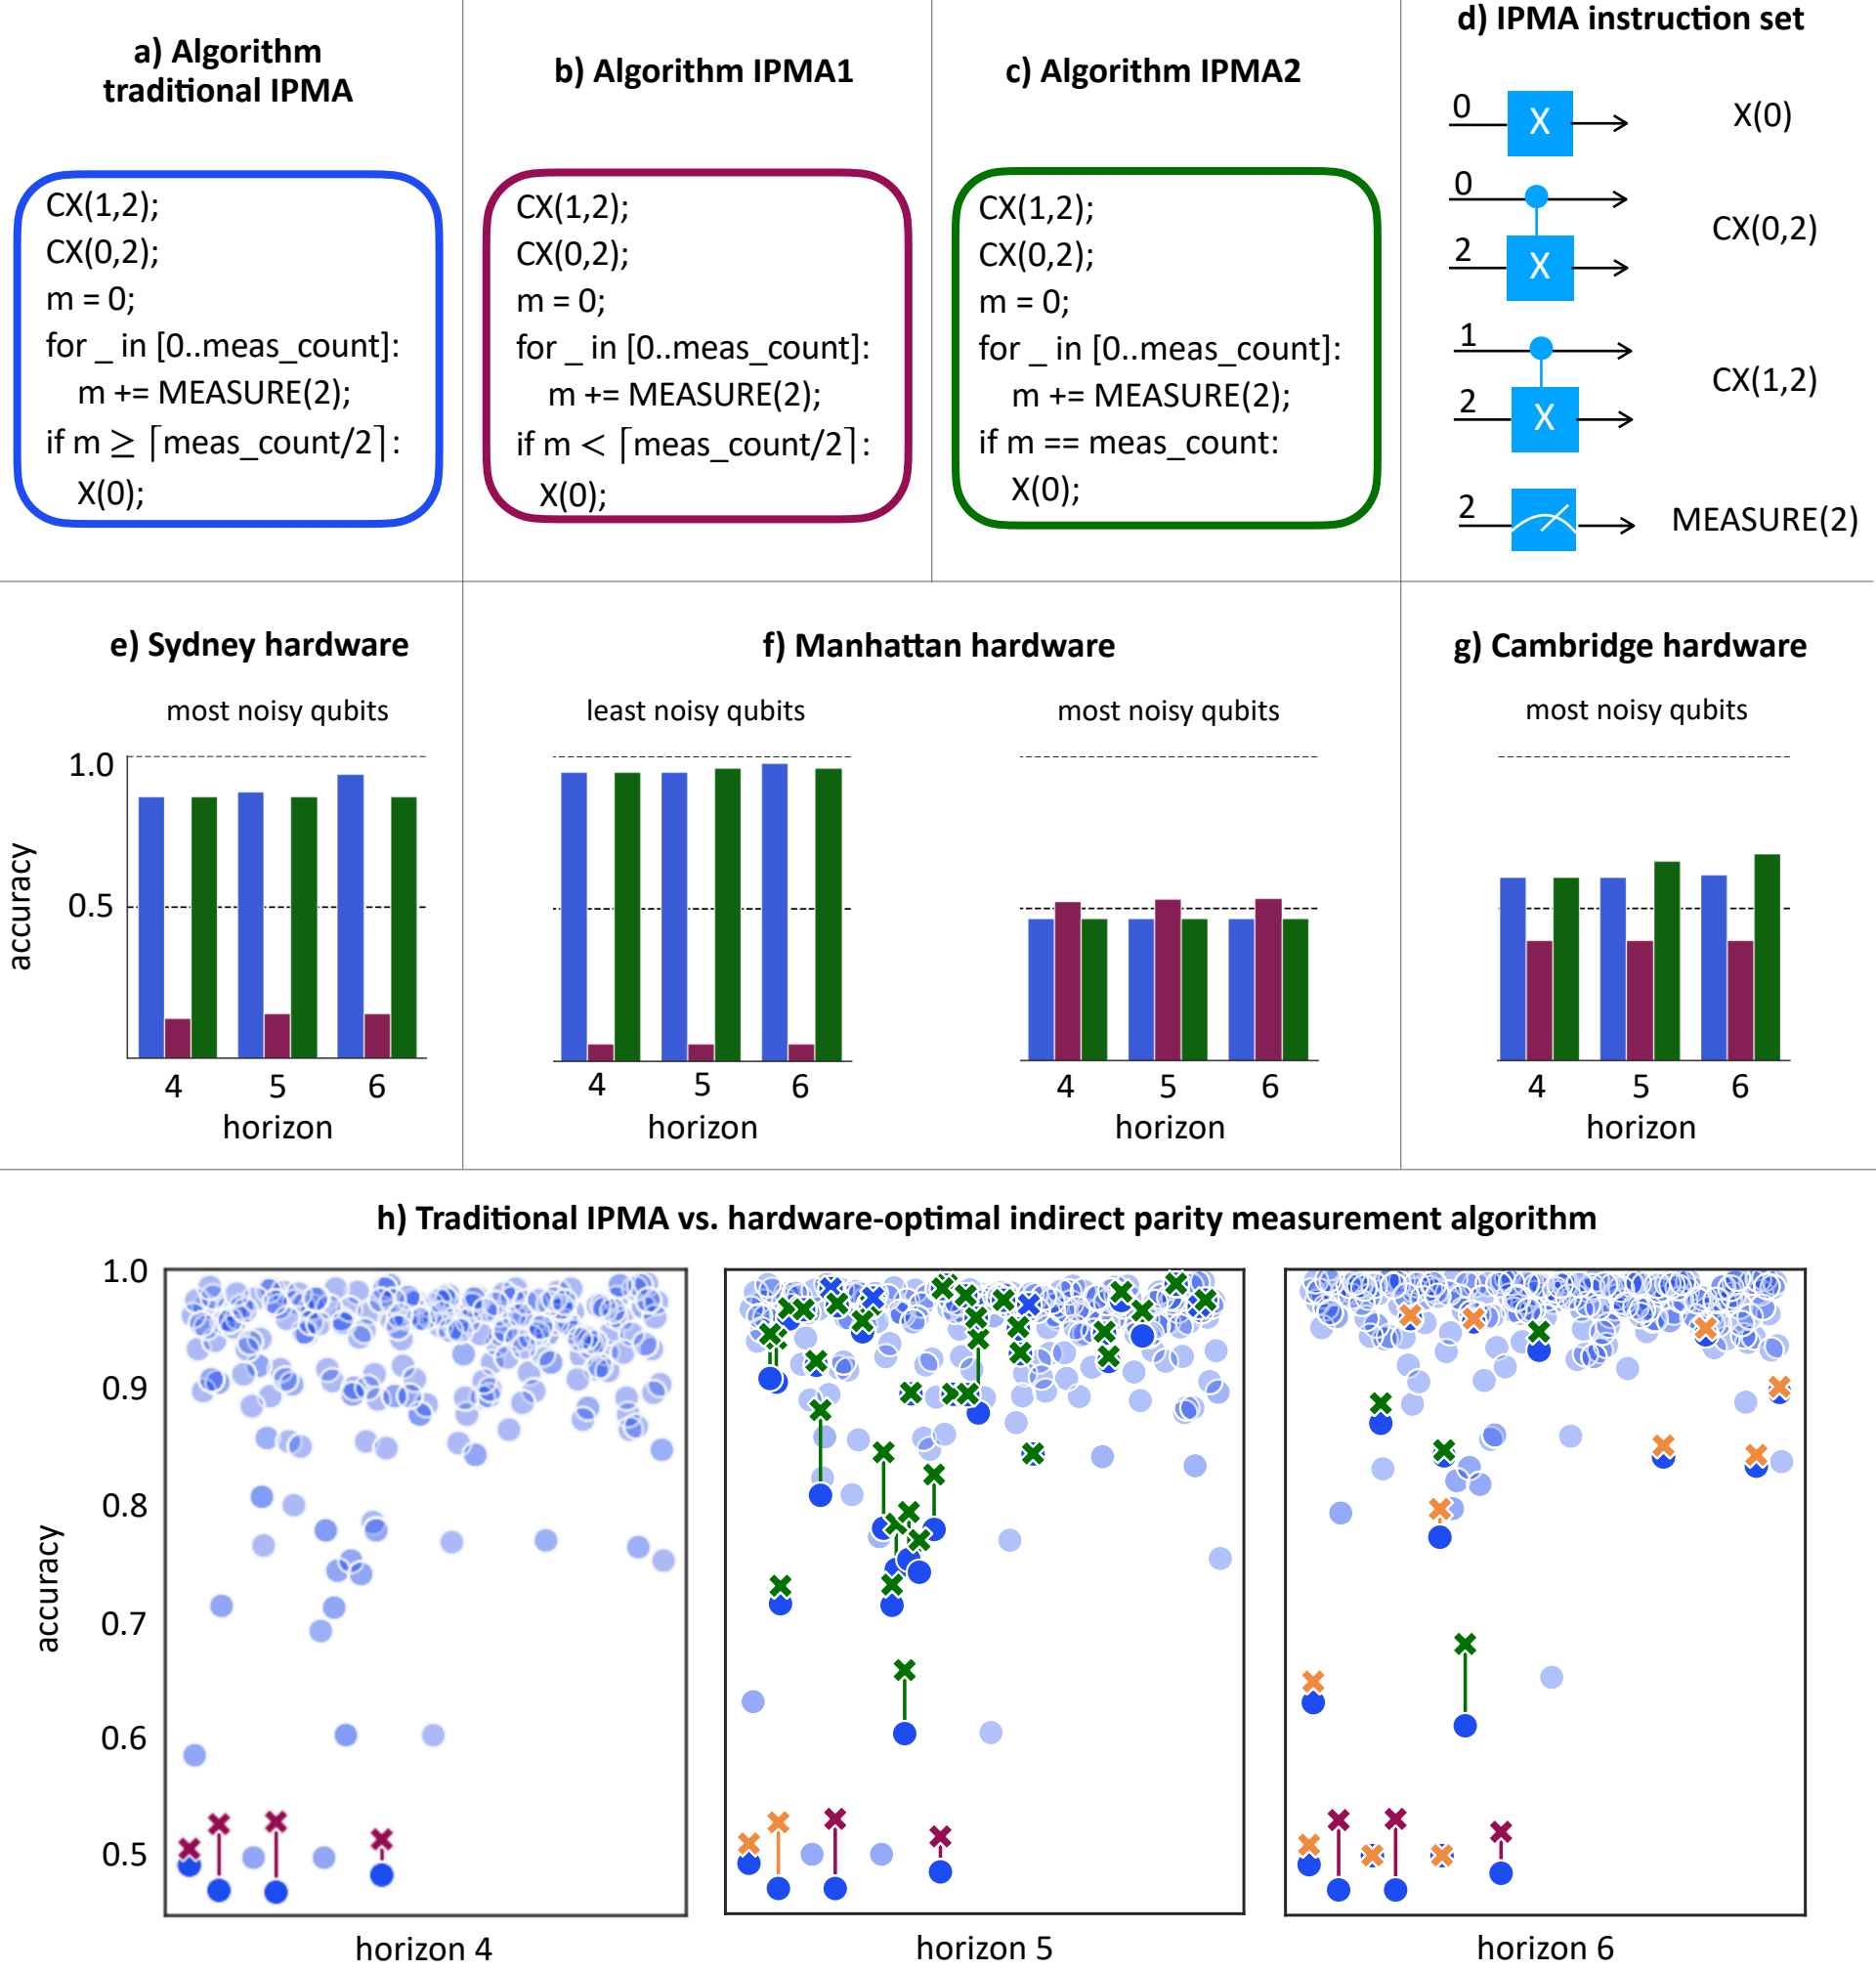 a) Algorithm
traditional IPMA
CX(1,2);
CX(0,2);
m = 0;
for _ in [0..meas_count]:
m += MEASURE(2);
if m ≥ ⌈meas_count/2⌉:
X(0);
b) Algorithm IPMA1
CX(1,2);
CX(0,2);
m = 0;
for _ in [0..meas_count]:
m += MEASURE(2);
if m < ⌈meas_count/2⌉:
X(0);
c) Algorithm IPMA2
CX(1,2);
CX(0,2);
m = 0;
for _ in [0..meas_count]:
m += MEASURE(2);
if m == meas_count:
X(0);
d) IPMA instruction set
0 X X(0)
0
CX(0,2)
2 X
1
CX(1,2)
2 X
2 MEASURE(2)
e) Sydney hardware
most noisy qubits
1.0
0.5
accuracy
4 5 6
horizon
f) Manhattan hardware
least noisy qubits
4 5 6
horizon
most noisy qubits
4 5 6
horizon
g) Cambridge hardware
most noisy qubits
4 5 6
horizon
h) Traditional IPMA vs. hardware-optimal indirect parity measurement algorithm
1.0
0.9
0.8
0.7
0.6
0.5
accuracy
horizon 4
horizon 5
horizon 6